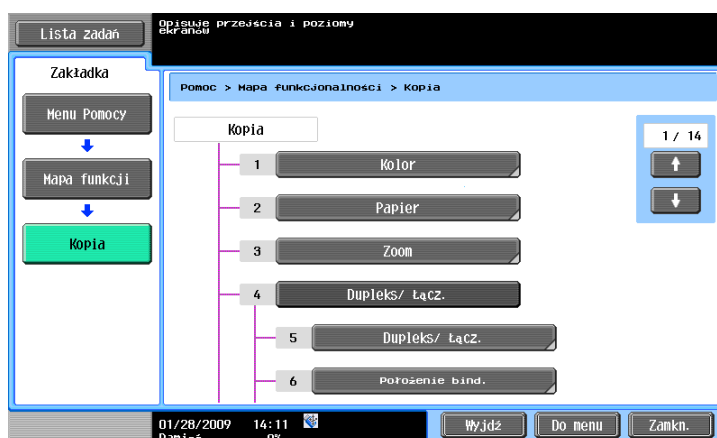 Lista zadań
Opisuje przejścia i poziomy
ekranów
Zakładka
Menu Pomocy
Mapa funkcji
Kopia
Pomoc > Mapa funkcjonalności > Kopia
Kopia
1 / 14
1 Kolor
2 Papier
3 Zoom
4 Dupleks/ Łącz.
5 Dupleks/ Łącz.
6 Położenie bind.
01/28/2009 14:11
Pamięć 0%
Wyjdź
Do menu
Zamkn.